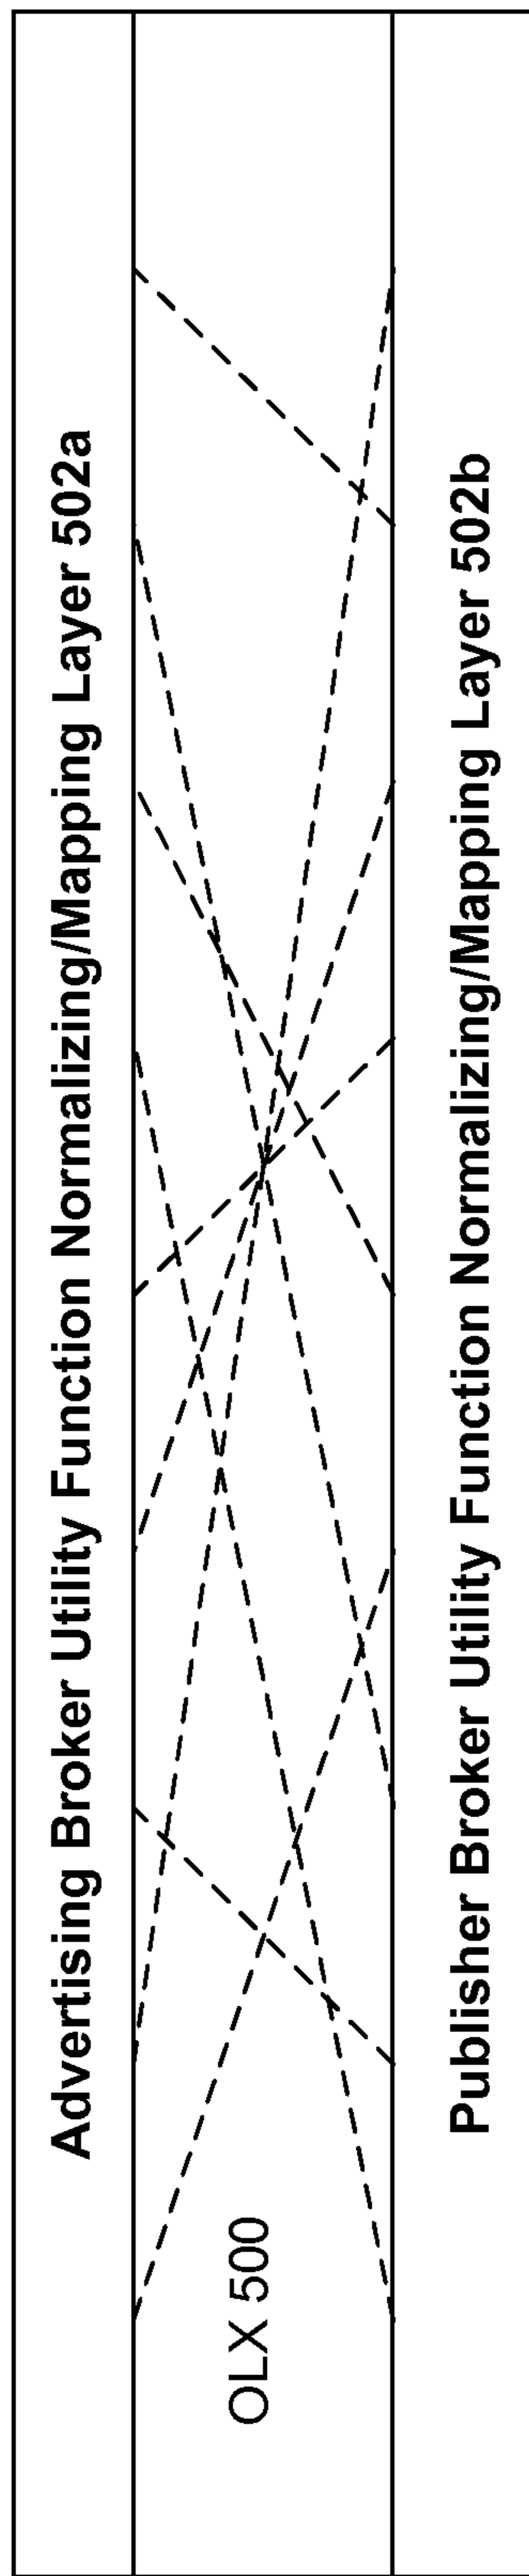 Advertising Broker Utility Function Normalizing/Mapping Layer 502a
OLX 500
Publisher Broker Utility Function Normalizing/Mapping Layer 502b